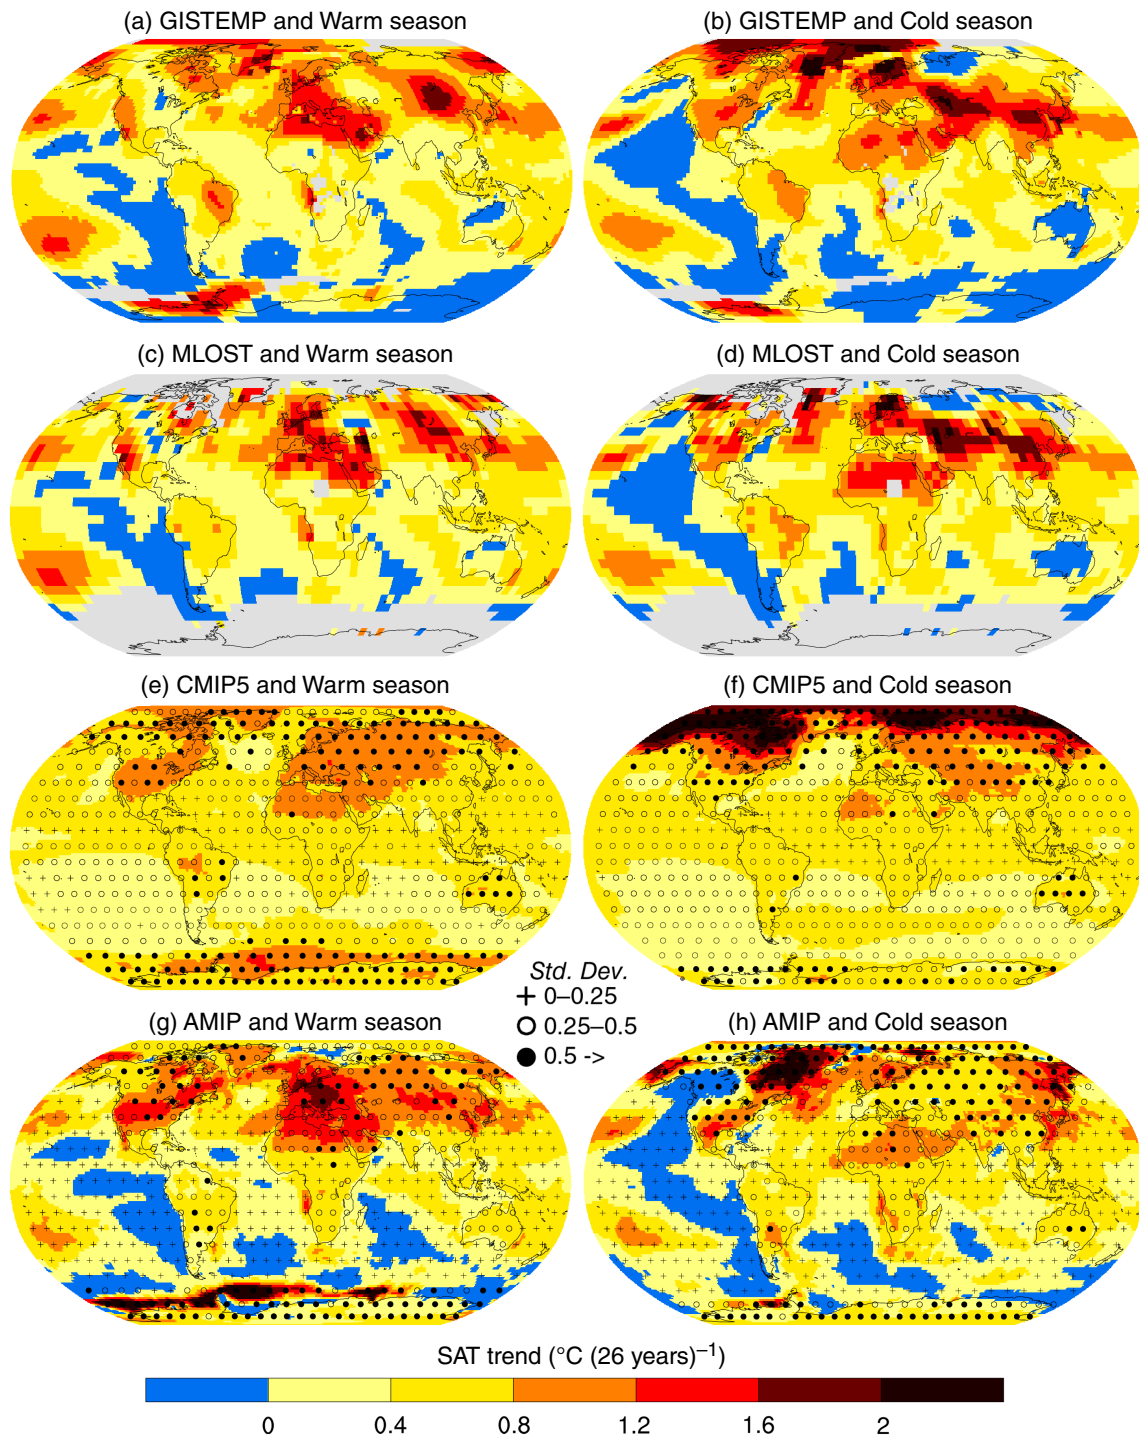 (a) GISTEMP and Warm season
(b) GISTEMP and Cold season
(c) MLOST and Warm season
(d) MLOST and Cold season
(e) CMIP5 and Warm season
(f) CMIP5 and Cold season
Std. Dev.
0–0.25
0.25–0.5
0.5 ->
(g) AMIP and Warm season
(h) AMIP and Cold season
SAT trend (°C (26 years)⁻¹)
0 0.4 0.8 1.2 1.6 2